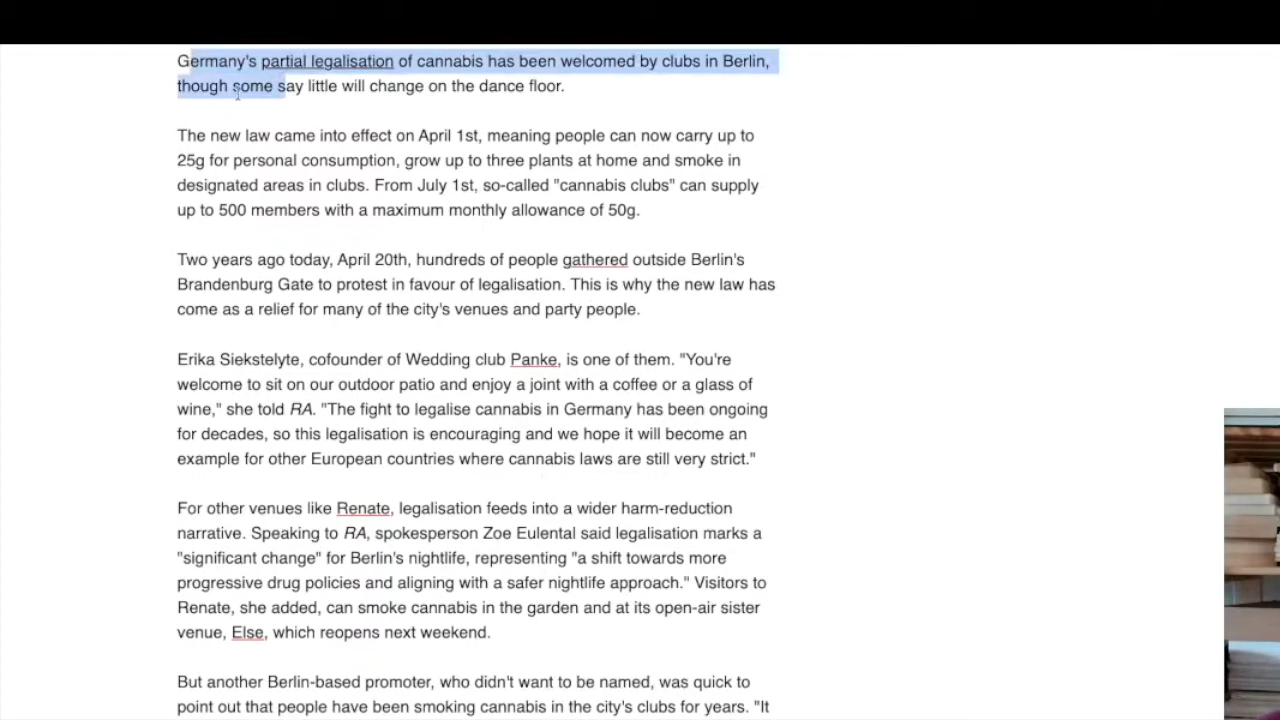 Germany's partial legalisation of cannabis has been welcomed by clubs in Berlin,
though some say little will change on the dance floor.
The new law came into effect on April 1st, meaning people can now carry up to
25g for personal consumption, grow up to three plants at home and smoke in
designated areas in clubs. From July 1st, so-called "cannabis clubs" can supply
up to 500 members with a maximum monthly allowance of 50g.
Two years ago today, April 20th, hundreds of people gathered outside Berlin's
Brandenburg Gate to protest in favour of legalisation. This is why the new law has
come as a relief for many of the city's venues and party people.
Erika Siekstelyte, cofounder of Wedding club Panke, is one of them. "You're
welcome to sit on our outdoor patio and enjoy a joint with a coffee or a glass of
wine," she told RA. "The fight to legalise cannabis in Germany has been ongoing
for decades, so this legalisation is encouraging and we hope it will become an
example for other European countries where cannabis laws are still very strict."
For other venues like Renate, legalisation feeds into a wider harm-reduction
narrative. Speaking to RA, spokesperson Zoe Eulental said legalisation marks a
"significant change" for Berlin's nightlife, representing "a shift towards more
progressive drug policies and aligning with a safer nightlife approach." Visitors to
Renate, she added, can smoke cannabis in the garden and at its open-air sister
venue, Else, which reopens next weekend.
But another Berlin-based promoter, who didn't want to be named, was quick to
point out that people have been smoking cannabis in the city's clubs for years. "It